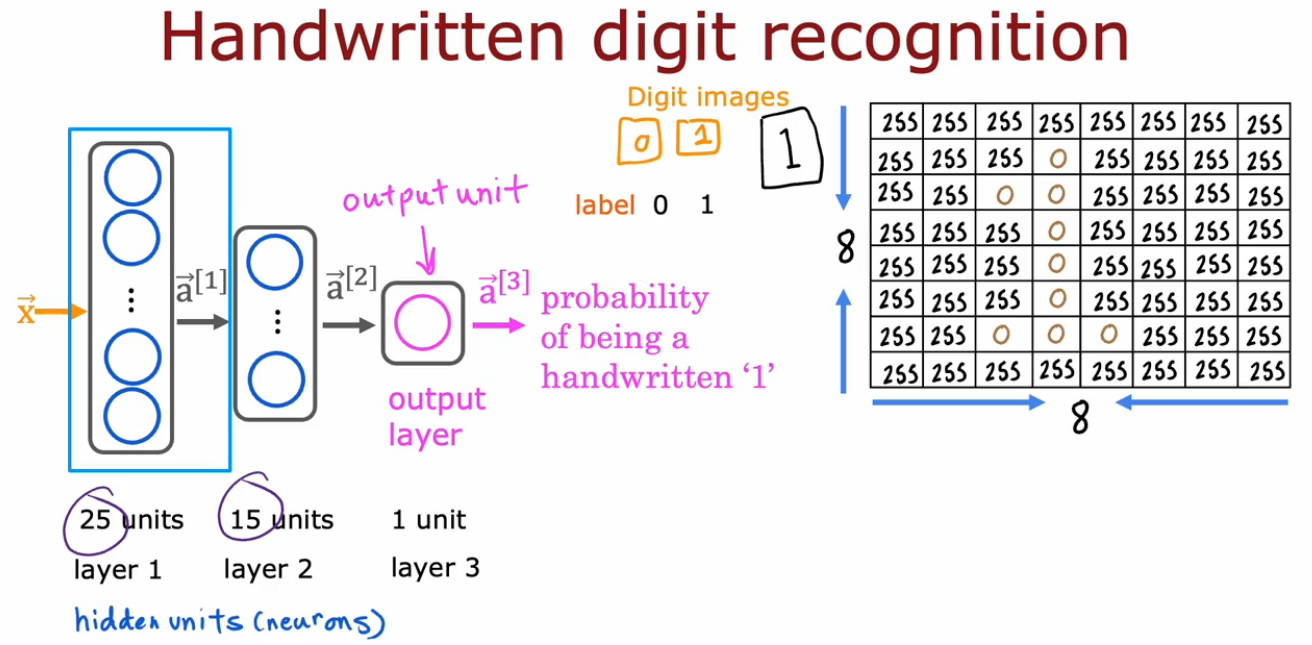 Handwritten digit recognition
Digit images
0 1
1
label 0 1
output unit
x⃗
a⃗[1]
a⃗[2]
a⃗[3]
probability
of being a
handwritten ‘1’
output
layer
25 units 15 units 1 unit
layer 1 layer 2 layer 3
hidden units (neurons)
255 255 255 255 255 255 255 255
255 255 255 0 255 255 255 255
255 255 0 0 255 255 255 255
255 255 255 0 255 255 255 255
255 255 255 0 255 255 255 255
255 255 255 0 255 255 255 255
255 255 0 0 0 255 255 255
255 255 255 255 255 255 255 255
8
8